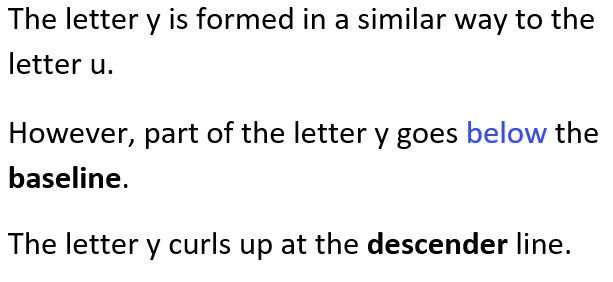 The letter y is formed in a similar way to the
letter u.
However, part of the letter y goes below the
baseline.
The letter y curls up at the descender line.